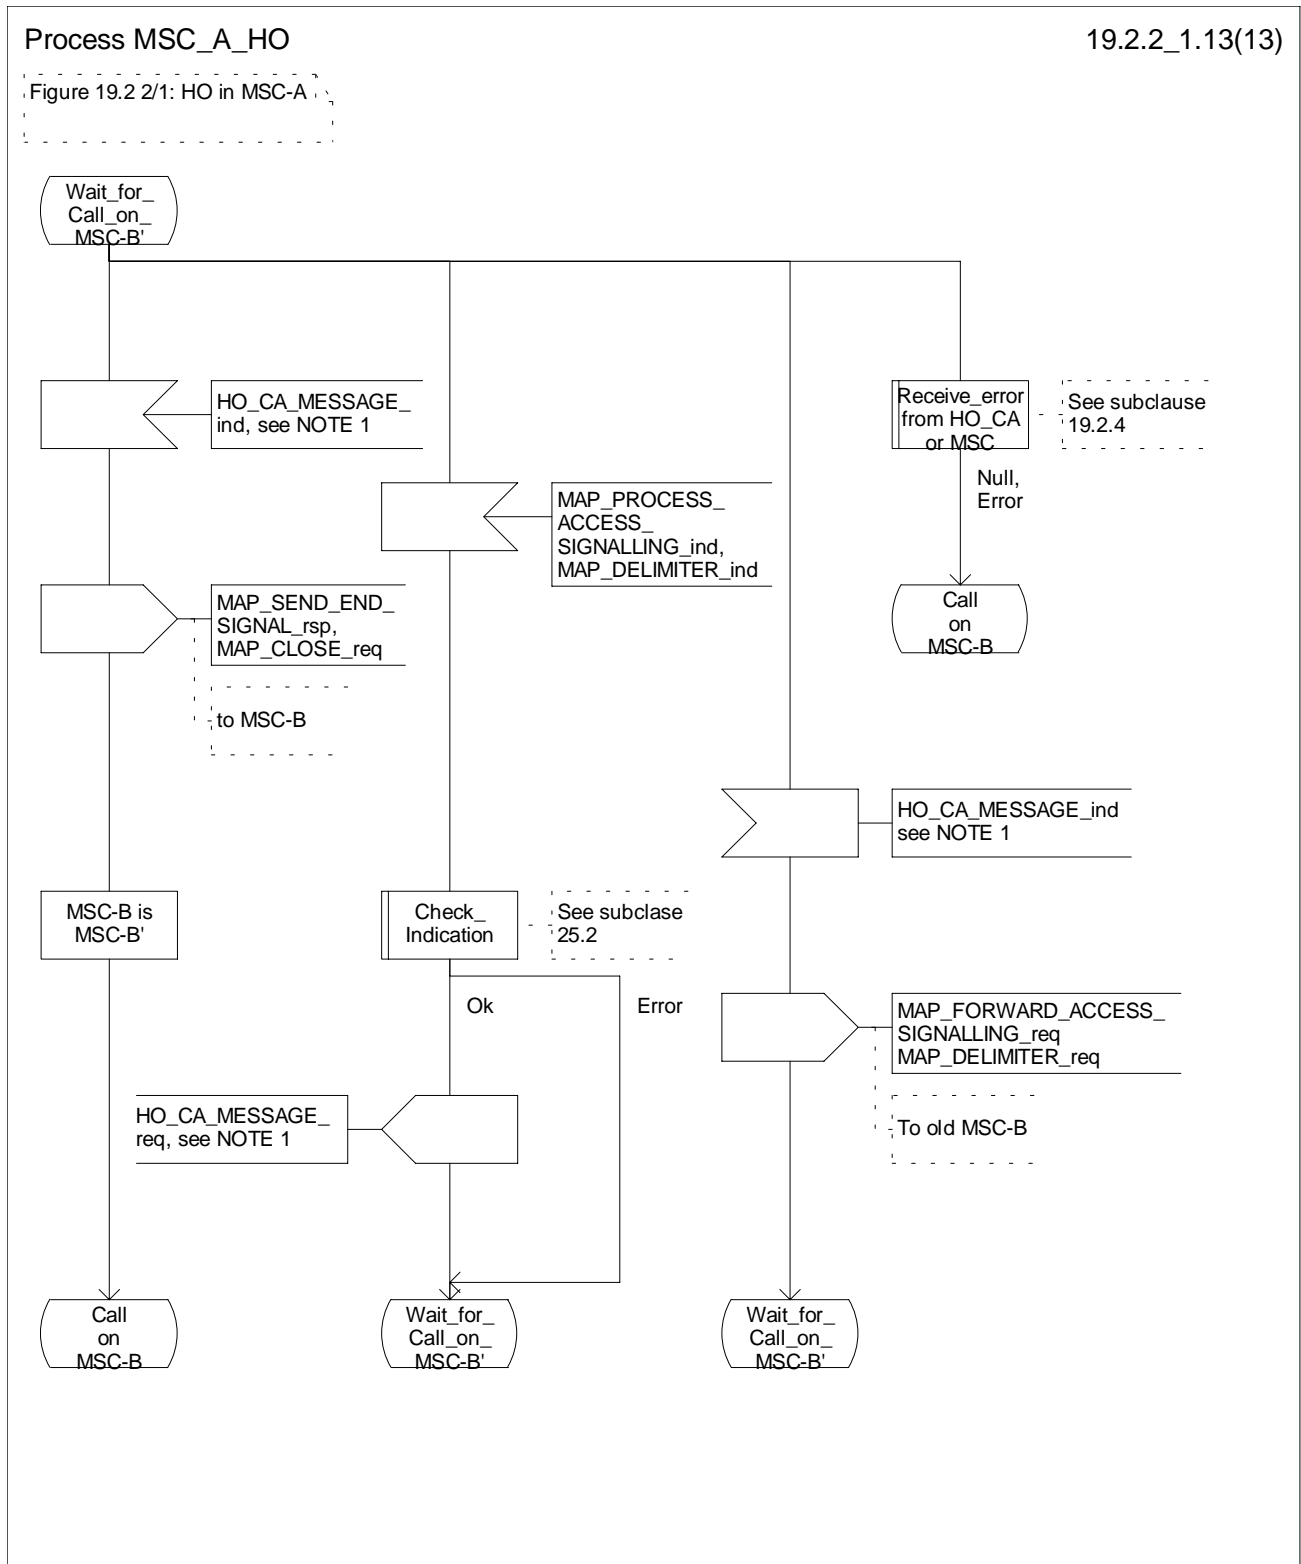 Process MSC_A_HO
19.2.2_1.13(13)
Figure 19.2 2/1: HO in MSC-A
Wait_for_
Call_on_
MSC-B'
HO_CA_MESSAGE_
ind, see NOTE 1
Receive_error
from HO_CA
or MSC
See subclause
19.2.4
Null,
Error
MAP_PROCESS_
ACCESS_
SIGNALLING_ind,
MAP_DELIMITER_ind
MAP_SEND_END_
SIGNAL_rsp,
MAP_CLOSE_req
Call
on
MSC-B
to MSC-B
HO_CA_MESSAGE_ind
see NOTE 1
MSC-B is
MSC-B'
Check_
Indication
See subclase
25.2
Ok
Error
MAP_FORWARD_ACCESS_
SIGNALLING_req
MAP_DELIMITER_req
HO_CA_MESSAGE_
req, see NOTE 1
To old MSC-B
Call
on
MSC-B
Wait_for_
Call_on_
MSC-B'
Wait_for_
Call_on_
MSC-B'